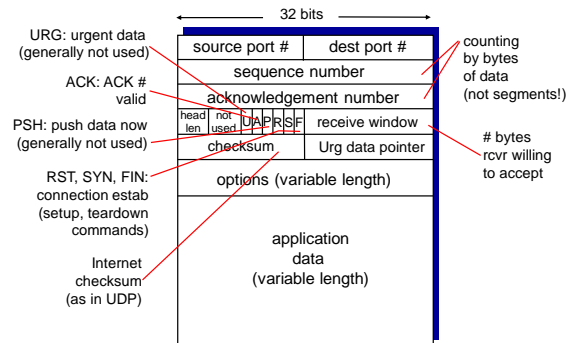 32 bits
URG: urgent data
(generally not used)
ACK: ACK #
valid
PSH: push data now
(generally not used)
RST, SYN, FIN:
connection estab
(setup, teardown
commands)
Internet
checksum
(as in UDP)
source port #
dest port #
sequence number
acknowledgement number
head
len
not
used
U A P R S F
receive window
checksum
Urg data pointer
options (variable length)
application
data
(variable length)
counting
by bytes
of data
(not segments!)
# bytes
rcvr willing
to accept